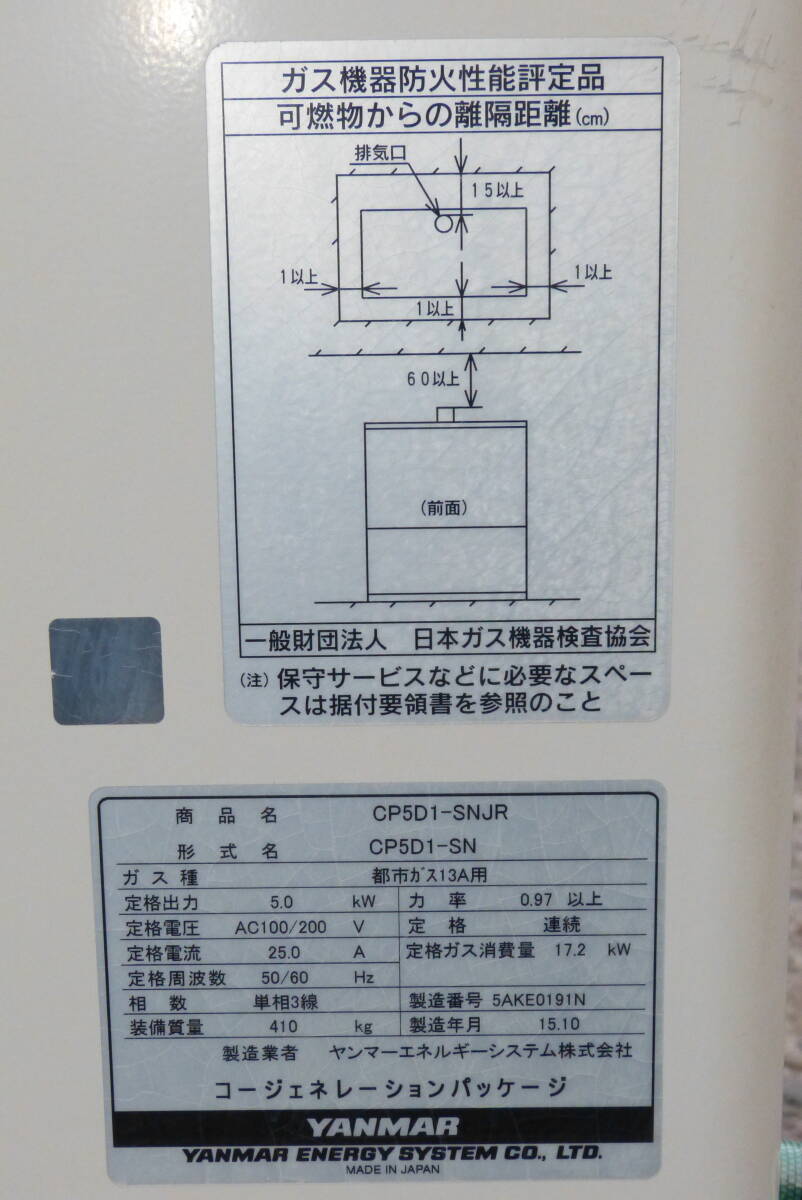 ガス機器防火性能評定品
可燃物からの離隔距離(cm)
排気口
15以上
1以上
1以上
1以上
60以上
(前面)
一般財団法人 日本ガス機器検査協会
(注) 保守サービスなどに必要なスペー
スは据付要領書を参照のこと
商品名 CP5D1-SNJR
形式名 CP5D1-SN
ガス種 都市ｶﾞｽ13A用
定格出力 5.0 kW 力率 0.97 以上
定格電圧 AC100/200 V 定格 連続
定格電流 25.0 A 定格ガス消費量 17.2 kW
定格周波数 50/60 Hz
相数 単相3線 製造番号 5AKE0191N
装備質量 410 kg 製造年月 15.10
製造業者 ヤンマーエネルギーシステム株式会社
コージェネレーションパッケージ
YANMAR
YANMAR ENERGY SYSTEM CO., LTD.
MADE IN JAPAN